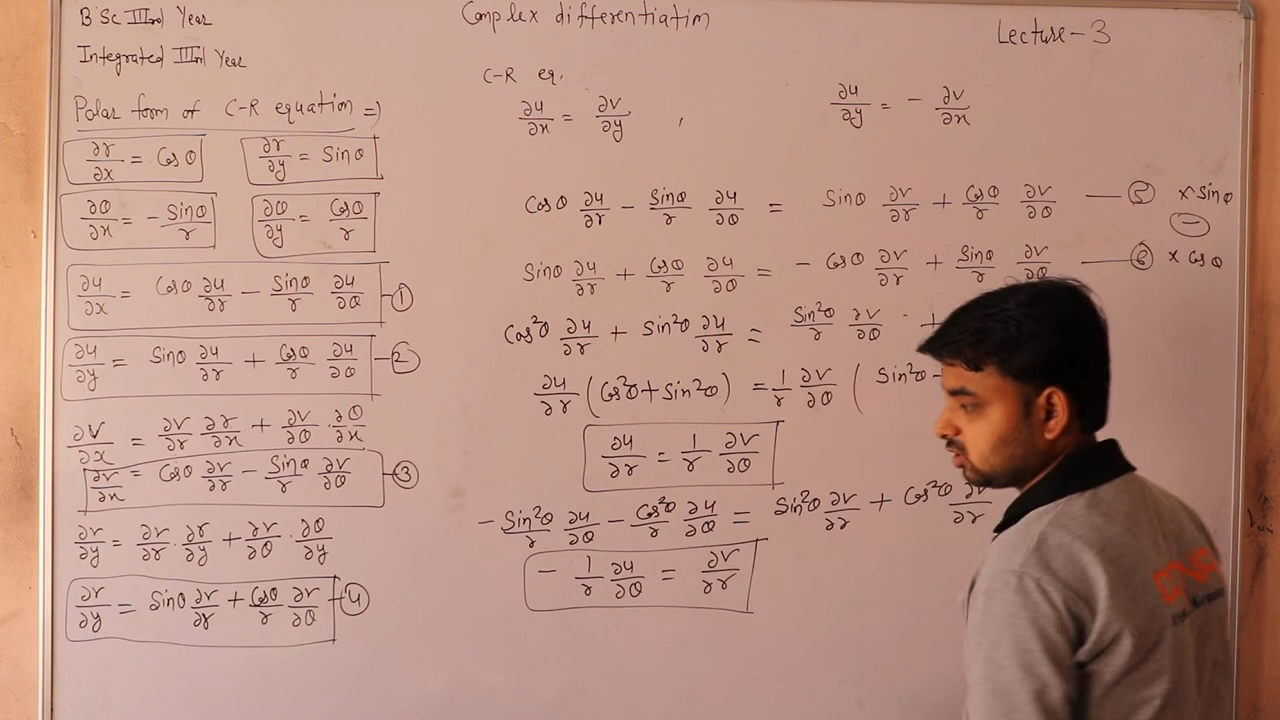 Complex differentiation
Lecture-3
BSc IIIrd Year
Integrated IIIrd Year
Polar form of C-R equation =)
∂r/∂x = Cosθ
∂r/∂y = Sinθ
∂θ/∂x = -Sinθ/r
∂θ/∂y = Cosθ/r
∂u/∂x = Cosθ ∂u/∂r - Sinθ/r ∂u/∂θ - ①
∂u/∂y = Sinθ ∂u/∂r + Cosθ/r ∂u/∂θ - ②
∂v/∂x = ∂v/∂r ∂r/∂x + ∂v/∂θ . ∂θ/∂x
∂v/∂x = Cosθ ∂v/∂r - Sinθ/r ∂v/∂θ - ③
∂v/∂y = ∂v/∂r . ∂r/∂y + ∂v/∂θ . ∂θ/∂y
∂v/∂y = Sinθ ∂v/∂r + Cosθ/r ∂v/∂θ - ④
C-R eq.
∂u/∂x = ∂v/∂y , ∂u/∂y = - ∂v/∂x
Cosθ ∂u/∂r - Sinθ/r ∂u/∂θ = Sinθ ∂v/∂r + Cosθ/r ∂v/∂θ — ⑤ × Sinθ
(-)
Sinθ ∂u/∂r + Cosθ/r ∂u/∂θ = - Cosθ ∂v/∂r + Sinθ/r ∂v/∂θ — ⑥ × Cosθ
Cos²θ ∂u/∂r + Sin²θ ∂u/∂r = Sin²θ/r ∂v/∂θ +
∂u/∂r (Cos²θ + Sin²θ) = 1/r ∂v/∂θ ( Sin²θ
∂u/∂r = 1/r ∂v/∂θ
- Sin²θ/r ∂u/∂θ - Cos²θ/r ∂u/∂θ = Sin²θ ∂v/∂r + Cos²θ ∂v/∂r
- 1/r ∂u/∂θ = ∂v/∂r